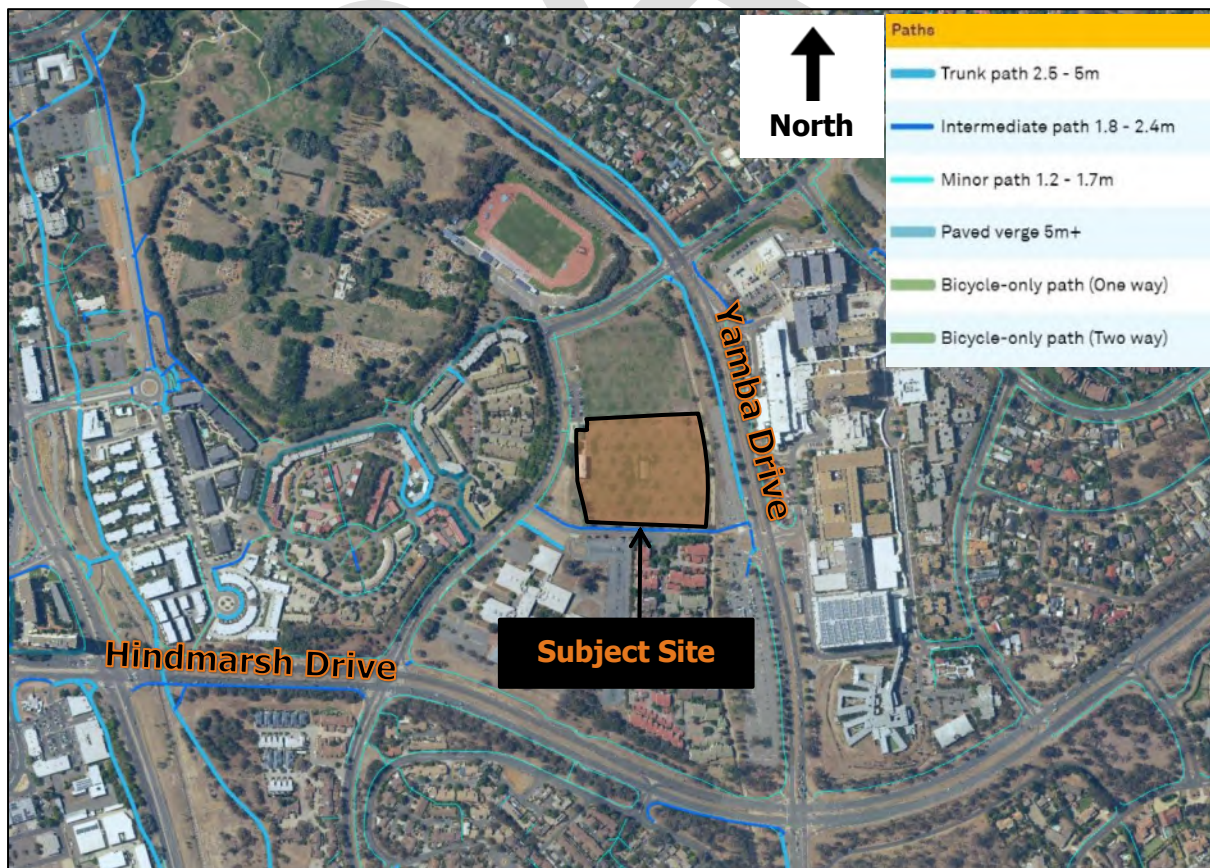 North
Paths
Trunk path 2.5 - 5m
Intermediate path 1.8 - 2.4m
Minor path 1.2 - 1.7m
Paved verge 5m+
Bicycle-only path (One way)
Bicycle-only path (Two way)
Yamba Drive
Subject Site
Hindmarsh Drive